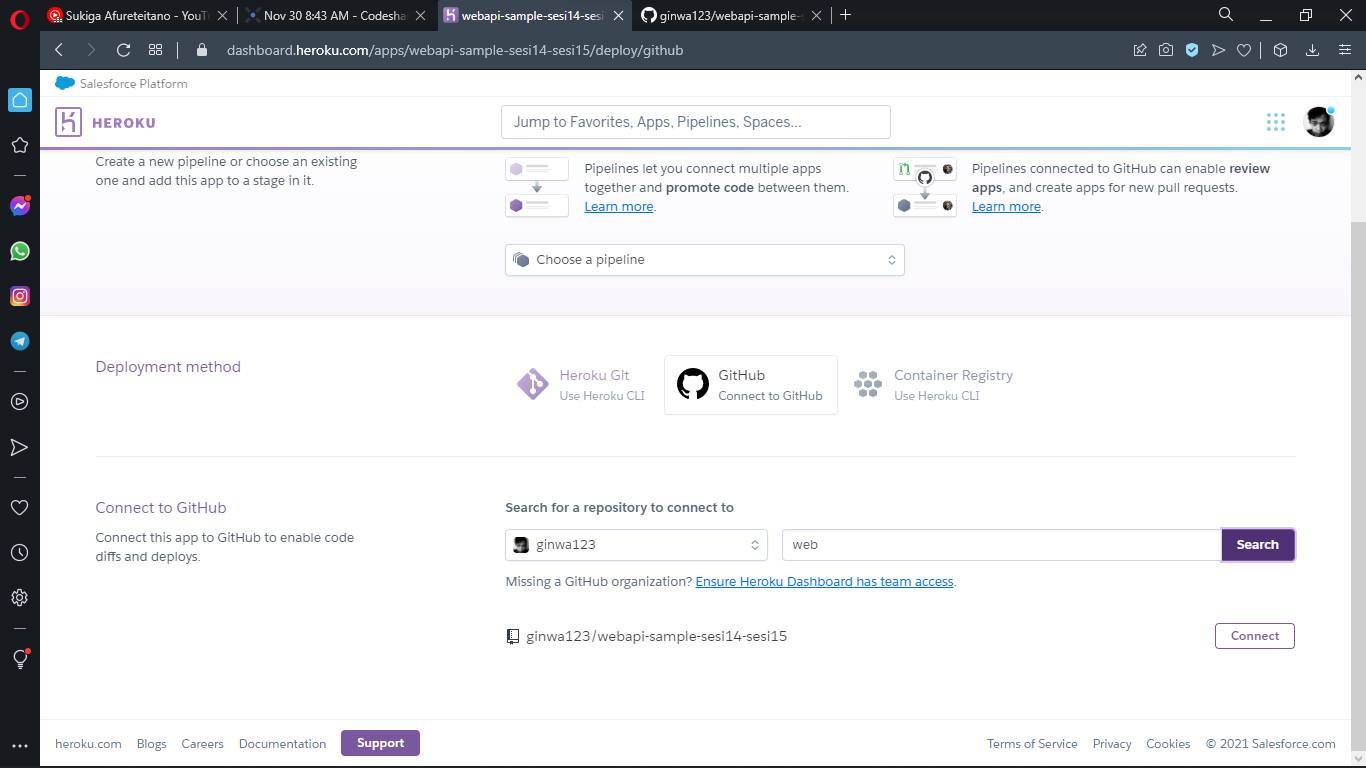 Sukiga Afureteitano - YouTu
Nov 30 8:43 AM - Codesha
webapi-sample-sesi14-sesi
ginwa123/webapi-sample-s
dashboard.heroku.com/apps/webapi-sample-sesi14-sesi15/deploy/github
Salesforce Platform
HEROKU
Jump to Favorites, Apps, Pipelines, Spaces...
Create a new pipeline or choose an existing
one and add this app to a stage in it.
Pipelines let you connect multiple apps
together and promote code between them.
Learn more.
Pipelines connected to GitHub can enable review
apps, and create apps for new pull requests.
Learn more.
Choose a pipeline
Deployment method
Heroku Git
Use Heroku CLI
GitHub
Connect to GitHub
Container Registry
Use Heroku CLI
Connect to GitHub
Connect this app to GitHub to enable code
diffs and deploys.
Search for a repository to connect to
ginwa123
web
Search
Missing a GitHub organization? Ensure Heroku Dashboard has team access.
ginwa123/webapi-sample-sesi14-sesi15
Connect
heroku.com Blogs Careers Documentation Support
Terms of Service Privacy Cookies © 2021 Salesforce.com